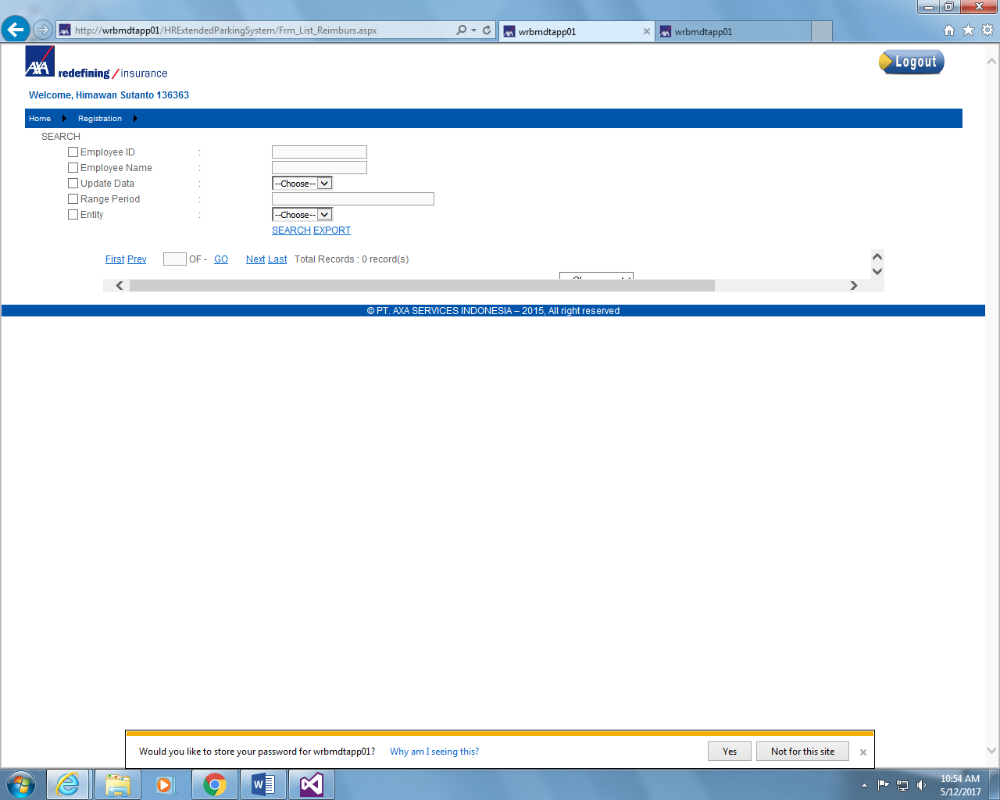 http://wrbmdtapp01/HRExtendedParkingSystem/Frm_List_Reimburs.aspx
wrbmdtapp01
wrbmdtapp01
AXA
redefining / insurance
Logout
Welcome, Himawan Sutanto 136363
Home Registration
SEARCH
Employee ID :
Employee Name :
Update Data : --Choose--
Range Period :
Entity : --Choose--
SEARCH EXPORT
First Prev OF - GO Next Last Total Records : 0 record(s)
© PT. AXA SERVICES INDONESIA – 2015, All right reserved
Would you like to store your password for wrbmdtapp01? Why am I seeing this? Yes Not for this site
10:54 AM
5/12/2017